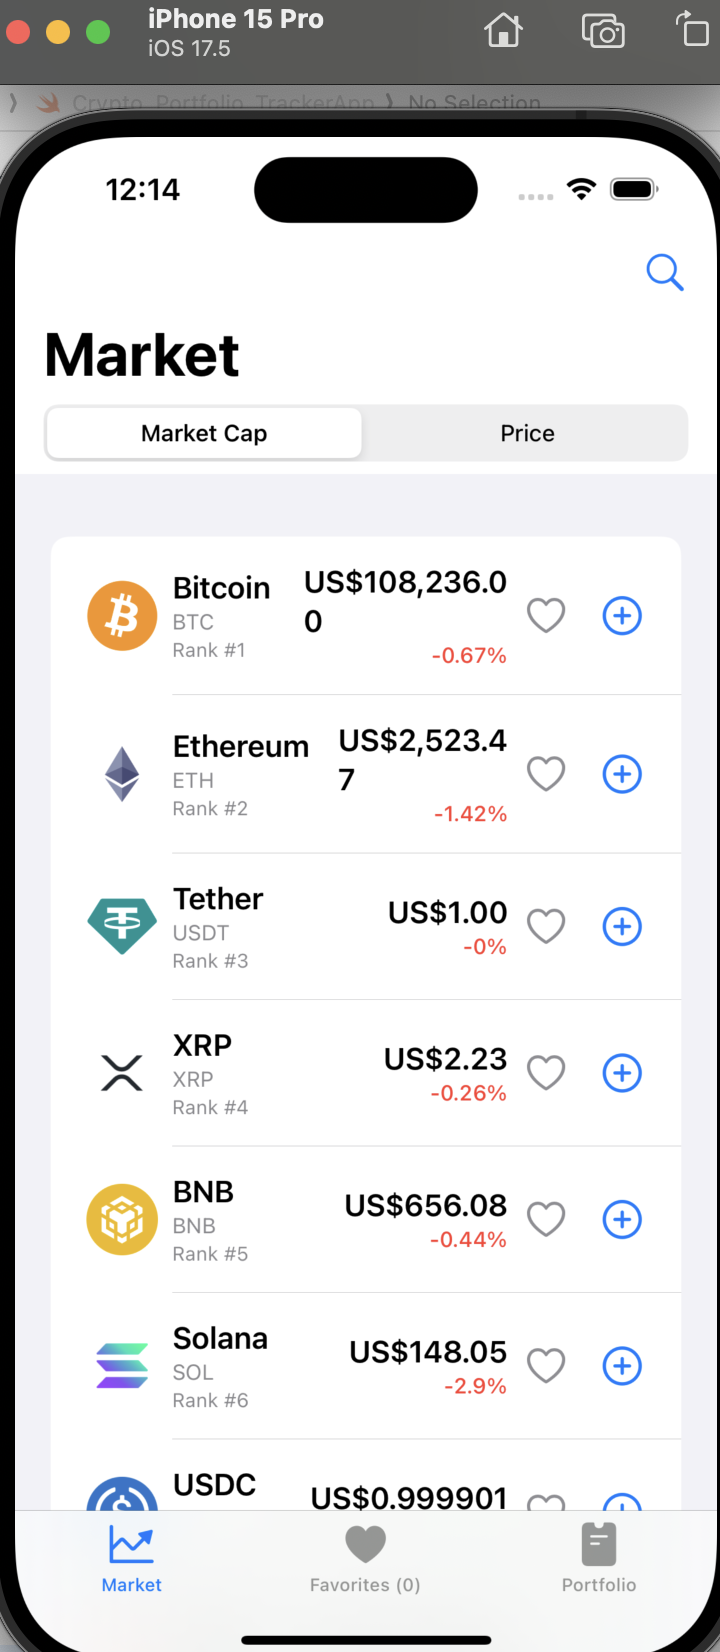 iPhone 15 Pro
iOS 17.5
Crypto_Portfolio_TrackerApp ⟩ No Selection
12:14
Market
Market Cap
Price
Bitcoin
BTC
Rank #1
US$108,236.0
0
-0.67%
Ethereum
ETH
Rank #2
US$2,523.4
7
-1.42%
Tether
USDT
Rank #3
US$1.00
-0%
XRP
XRP
Rank #4
US$2.23
-0.26%
BNB
BNB
Rank #5
US$656.08
-0.44%
Solana
SOL
Rank #6
US$148.05
-2.9%
USDC
US$0.999901
Market
Favorites (0)
Portfolio